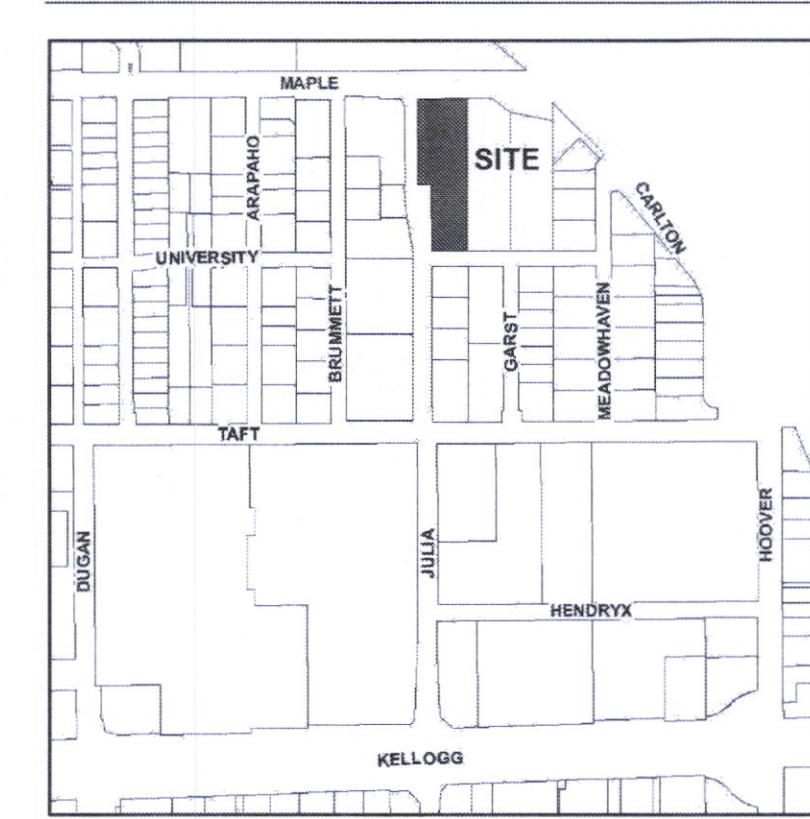 MAPLE
SITE
ARAPAHO
CARLTON
UNIVERSITY
BRUMMETT
GARST
MEADOWHAVEN
TAFT
DUGAN
JULIA
HOOVER
HENDRYX
KELLOGG